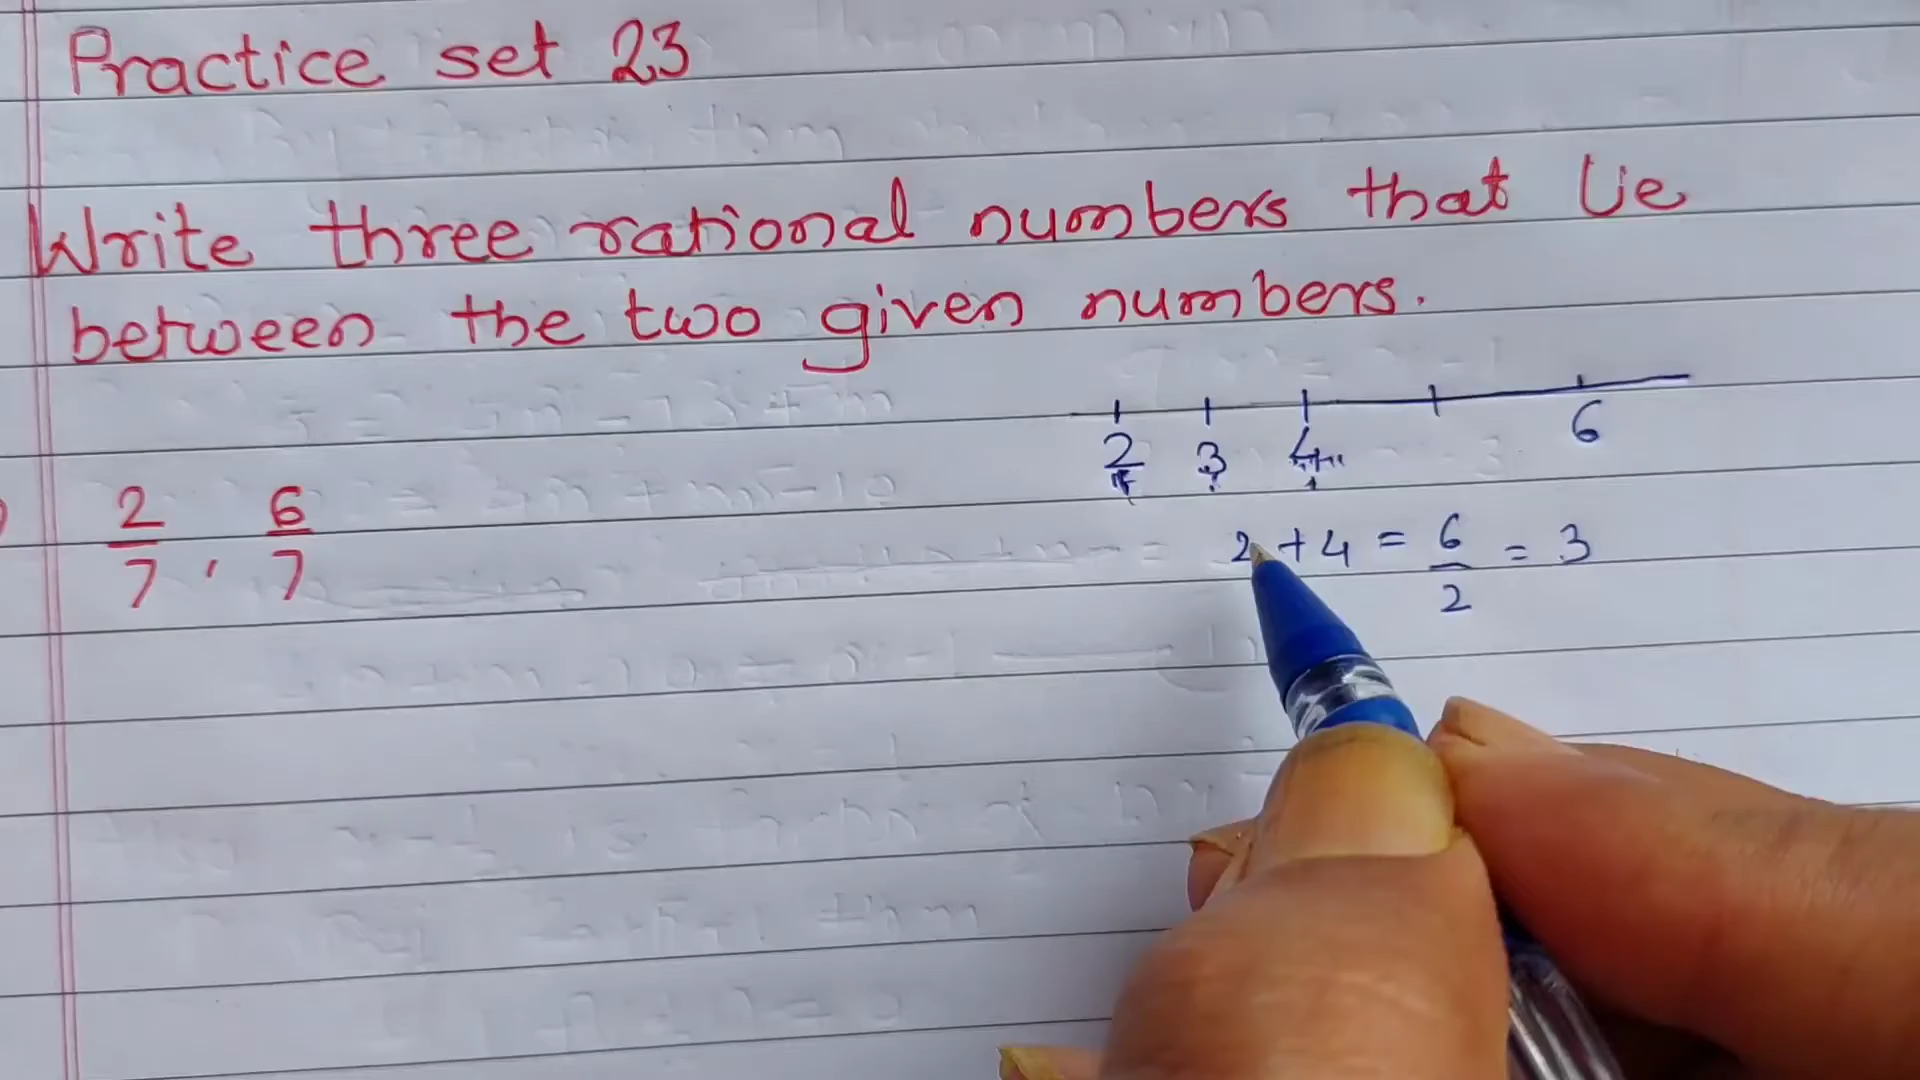 Practice set 23
Write three rational numbers that lie
between the two given numbers.
2 3 4 6
2/7 , 6/7
2 + 4 = 6/2 = 3